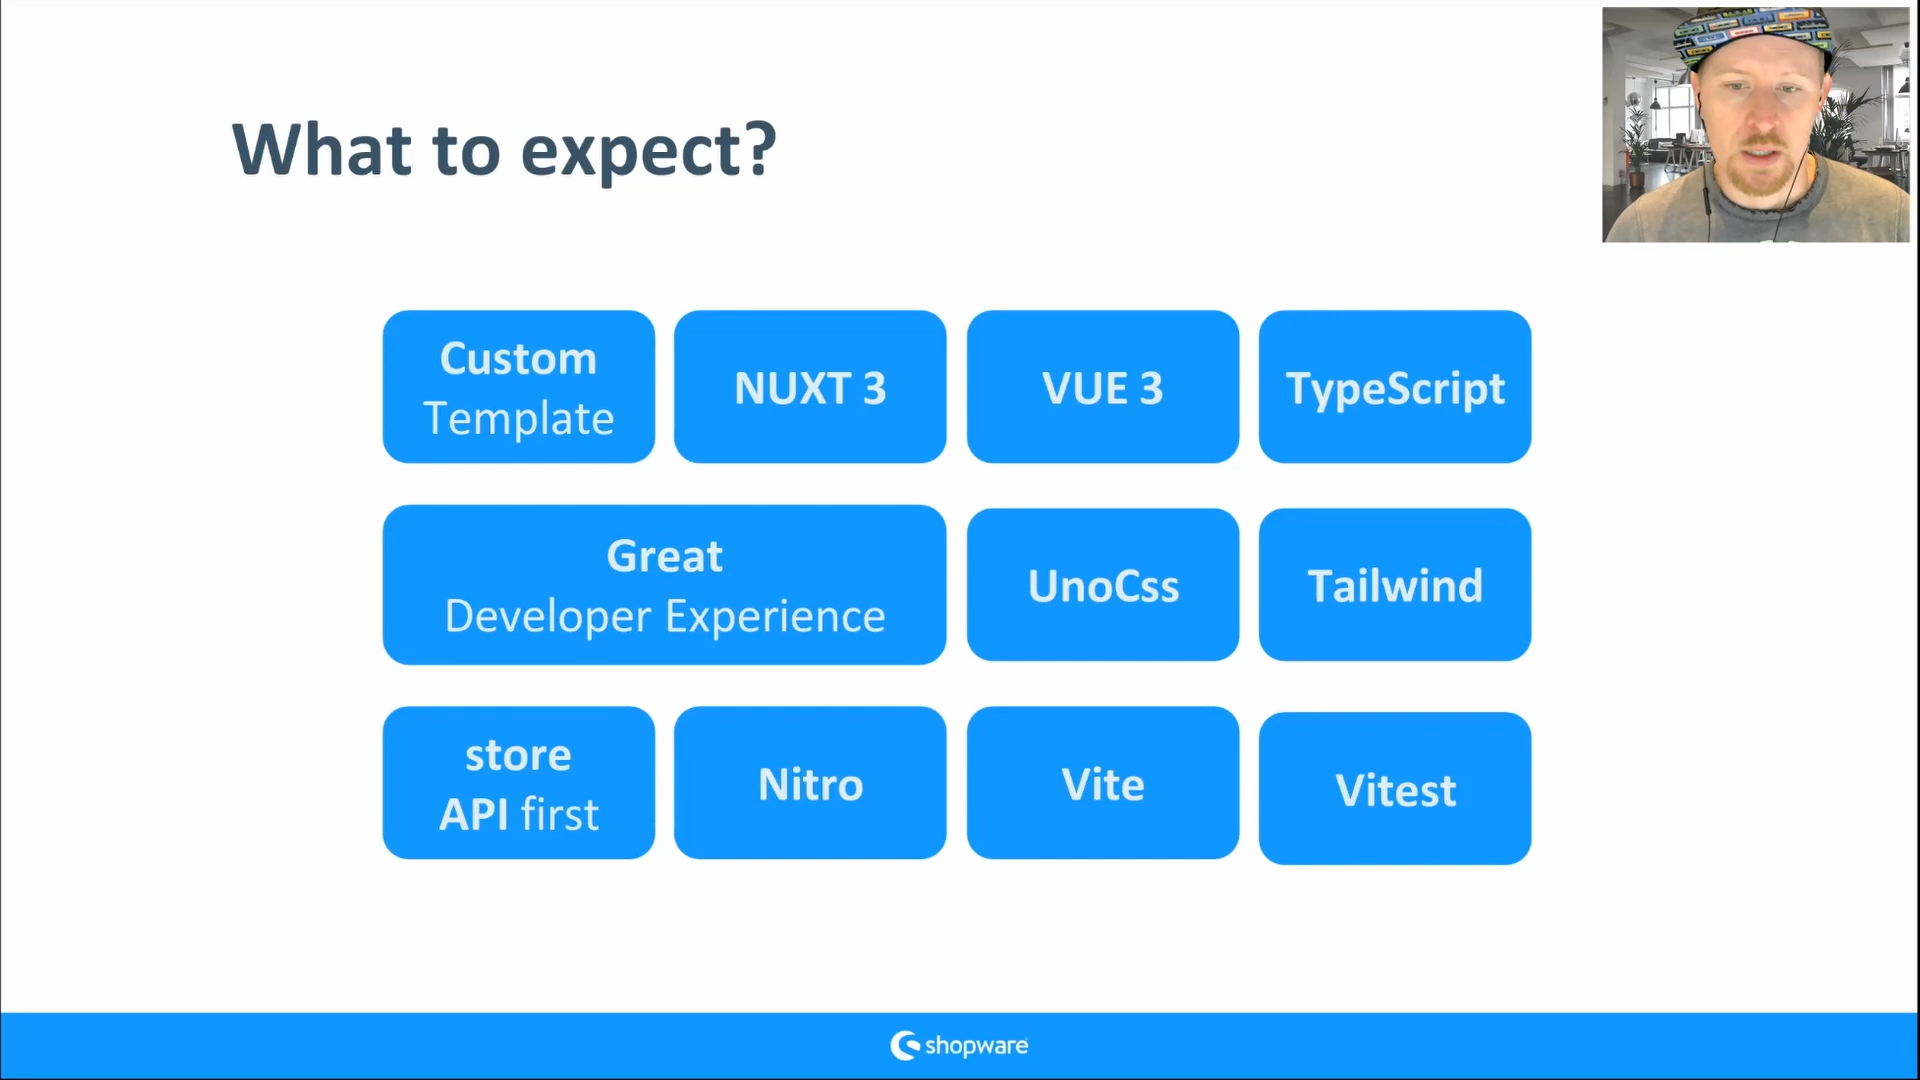 What to expect?
Custom
Template
NUXT 3
VUE 3
TypeScript
Great
Developer Experience
UnoCss
Tailwind
store
API first
Nitro
Vite
Vitest
shopware